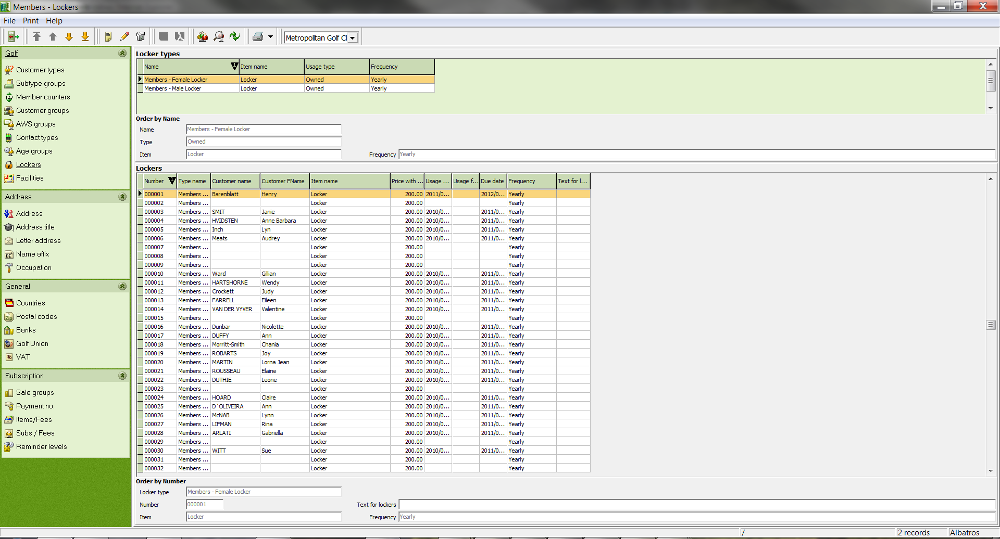 Members - Lockers
File Print Help
Metropolitan Golf Cl
Golf
Customer types
Subtype groups
Member counters
Customer groups
AWS groups
Contact types
Age groups
Lockers
Facilities
Address
Address
Address title
Letter address
Name affix
Occupation
General
Countries
Postal codes
Banks
Golf Union
VAT
Subscription
Sale groups
Payment no.
Items/Fees
Subs / Fees
Reminder levels
Locker types
Name 1 Item name Usage type Frequency
Members - Female Locker Locker Owned Yearly
Members - Male Locker Locker Owned Yearly
Order by Name
Name Members - Female Locker
Type Owned
Item Locker Frequency Yearly
Lockers
Number 1 Type name Customer name Customer FName Item name Price with ... Usage ... Usage f... Due date Frequency Text for l...
000001 Members ... Barenblatt Henry Locker 200.00 2011/0... 2012/0... Yearly
000002 Members ... Locker 200.00 Yearly
000003 Members ... SMIT Janie Locker 200.00 2010/0... 2011/0... Yearly
000004 Members ... HVIDSTEN Anne Barbara Locker 200.00 2010/0... 2011/0... Yearly
000005 Members ... Inch Lyn Locker 200.00 2010/0... 2011/0... Yearly
000006 Members ... Meats Audrey Locker 200.00 2010/0... 2011/0... Yearly
000007 Members ... Locker 200.00 Yearly
000008 Members ... Locker 200.00 Yearly
000009 Members ... Locker 200.00 Yearly
000010 Members ... Ward Gillian Locker 200.00 2010/0... 2011/0... Yearly
000011 Members ... HARTSHORNE Wendy Locker 200.00 2010/0... 2011/0... Yearly
000012 Members ... Crockett Judy Locker 200.00 2010/0... 2011/0... Yearly
000013 Members ... FARRELL Eileen Locker 200.00 2010/0... 2011/0... Yearly
000014 Members ... VAN DER VYVER Valentine Locker 200.00 2010/0... 2011/0... Yearly
000015 Members ... Locker 200.00 Yearly
000016 Members ... Dunbar Nicolette Locker 200.00 2010/0... 2011/0... Yearly
000017 Members ... DUFFY Ann Locker 200.00 2010/0... 2011/0... Yearly
000018 Members ... Morritt-Smith Chania Locker 200.00 2010/0... 2011/0... Yearly
000019 Members ... ROBARTS Joy Locker 200.00 2010/0... 2011/0... Yearly
000020 Members ... MARTIN Lorna Jean Locker 200.00 2010/0... 2011/0... Yearly
000021 Members ... ROUSSEAU Elaine Locker 200.00 2010/0... 2011/0... Yearly
000022 Members ... DUTHIE Leone Locker 200.00 2010/0... 2011/0... Yearly
000023 Members ... Locker 200.00 Yearly
000024 Members ... HOARD Claire Locker 200.00 2010/0... 2011/0... Yearly
000025 Members ... D`OLIVEIRA Ann Locker 200.00 2010/0... 2011/0... Yearly
000026 Members ... McNAB Lynn Locker 200.00 2010/0... 2011/0... Yearly
000027 Members ... LIFMAN Rina Locker 200.00 2010/0... 2011/0... Yearly
000028 Members ... ARLATI Gabriella Locker 200.00 2010/0... 2011/0... Yearly
000029 Members ... Locker 200.00 Yearly
000030 Members ... WITT Sue Locker 200.00 2010/0... 2011/0... Yearly
000031 Members ... Locker 200.00 Yearly
000032 Members ... Locker 200.00 Yearly
Order by Number
Locker type Members - Female Locker
Number 000001 Text for lockers
Item Locker Frequency Yearly
/ 2 records Albatros